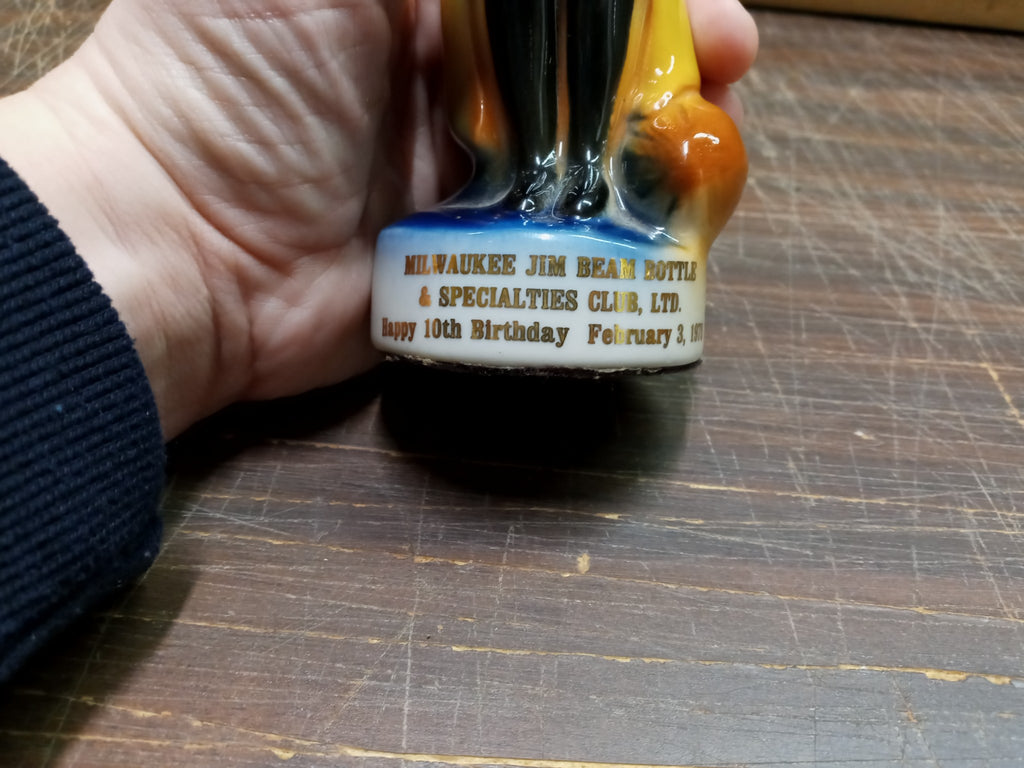 MILWAUKEE JIM BEAM BOTTLE
& SPECIALTIES CLUB, LTD.
Happy 10th Birthday February 3,